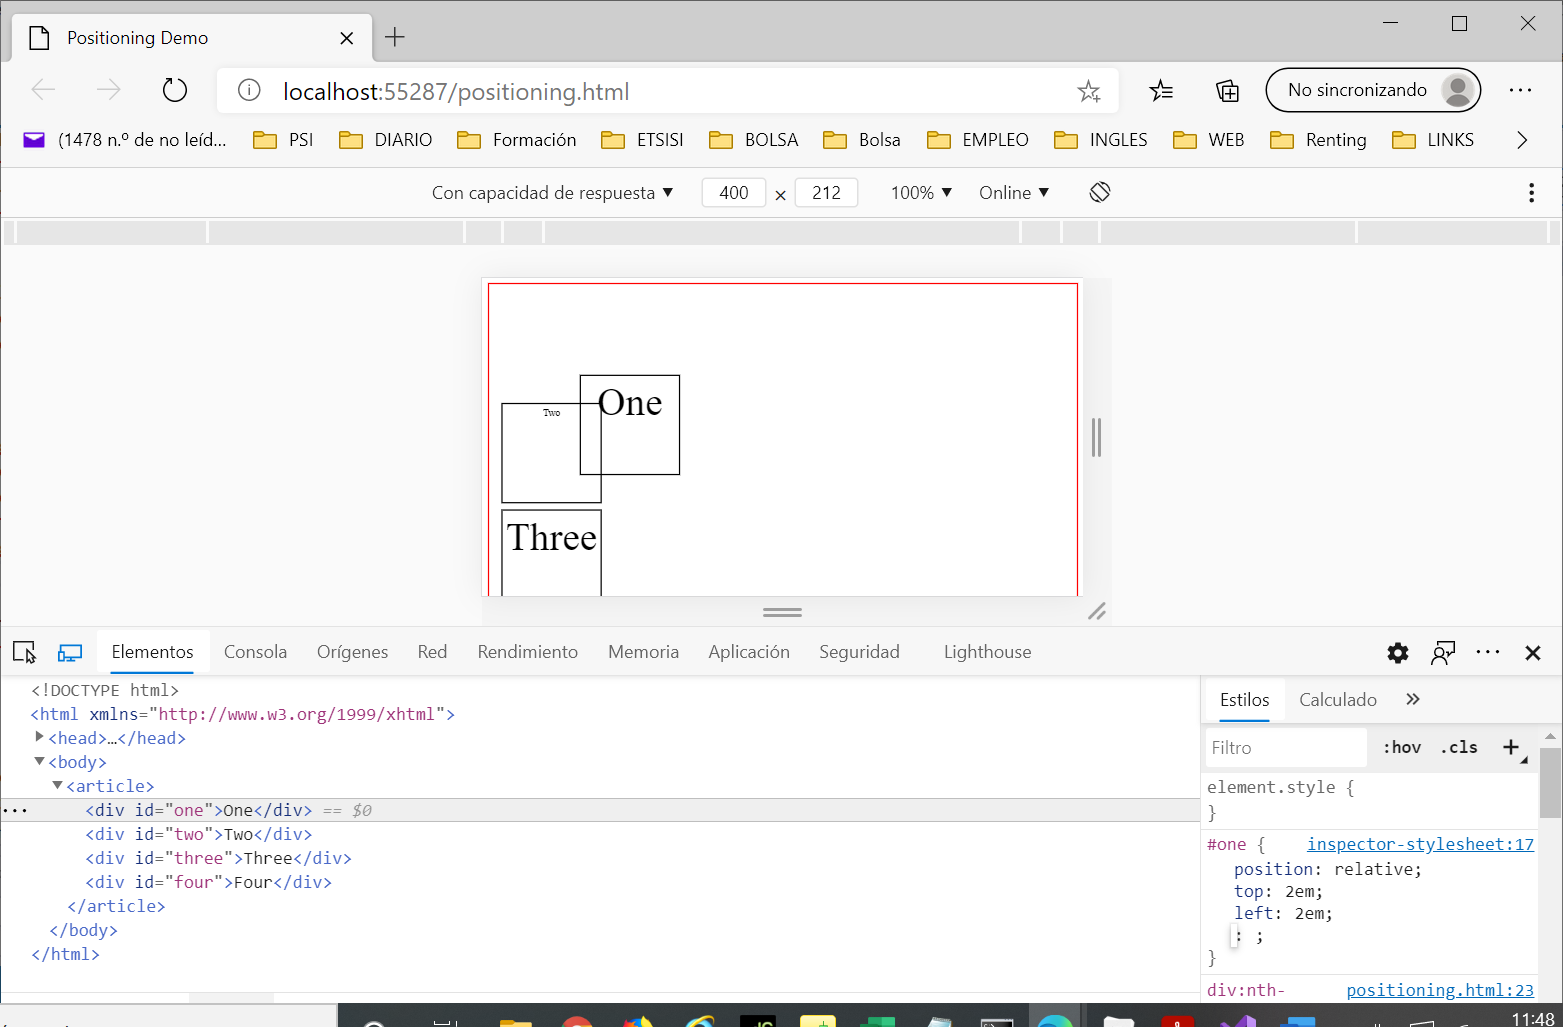 Positioning Demo
localhost:55287/positioning.html
No sincronizando
(1478 n.º de no leíd...
PSI
DIARIO
Formación
ETSISI
BOLSA
Bolsa
EMPLEO
INGLES
WEB
Renting
LINKS
Con capacidad de respuesta ▼ 400 × 212 100% ▼ Online ▼
One
Two
Three
Elementos Consola Orígenes Red Rendimiento Memoria Aplicación Seguridad Lighthouse
<!DOCTYPE html>
<html xmlns="http://www.w3.org/1999/xhtml">
<head>…</head>
<body>
<article>
<div id="one">One</div> == $0
<div id="two">Two</div>
<div id="three">Three</div>
<div id="four">Four</div>
</article>
</body>
</html>
Estilos Calculado »
Filtro :hov .cls +
element.style {
}
#one { inspector-stylesheet:17
position: relative;
top: 2em;
left: 2em;
: ;
}
div:nth- positioning.html:23
11:48